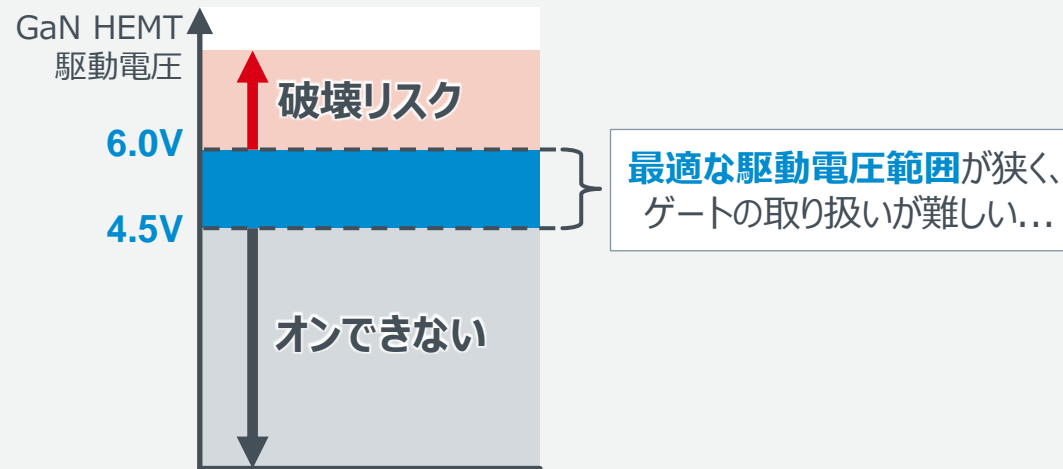 GaN HEMT
駆動電圧
破壊リスク
6.0V
最適な駆動電圧範囲が狭く、
ゲートの取り扱いが難しい…
4.5V
オンできない